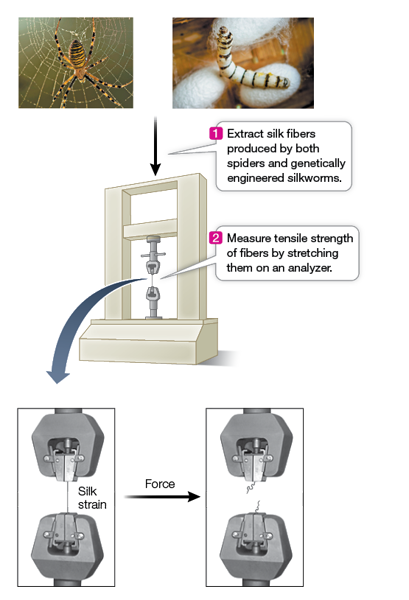 1 Extract silk fibers
produced by both
spiders and genetically
engineered silkworms.
2 Measure tensile strength
of fibers by stretching
them on an analyzer.
Silk
strain
Force